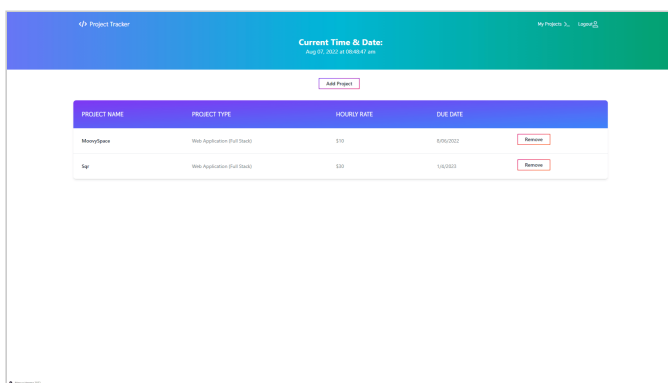 </> Project Tracker
My Projects >_ Logout
Current Time & Date:
Aug 07, 2022 at 08:48:47 am
Add Project
PROJECT NAME PROJECT TYPE HOURLY RATE DUE DATE
MoovySpace Web Application (Full Stack) $10 8/06/2022 Remove
Sqr Web Application (Full Stack) $30 1/6/2023 Remove